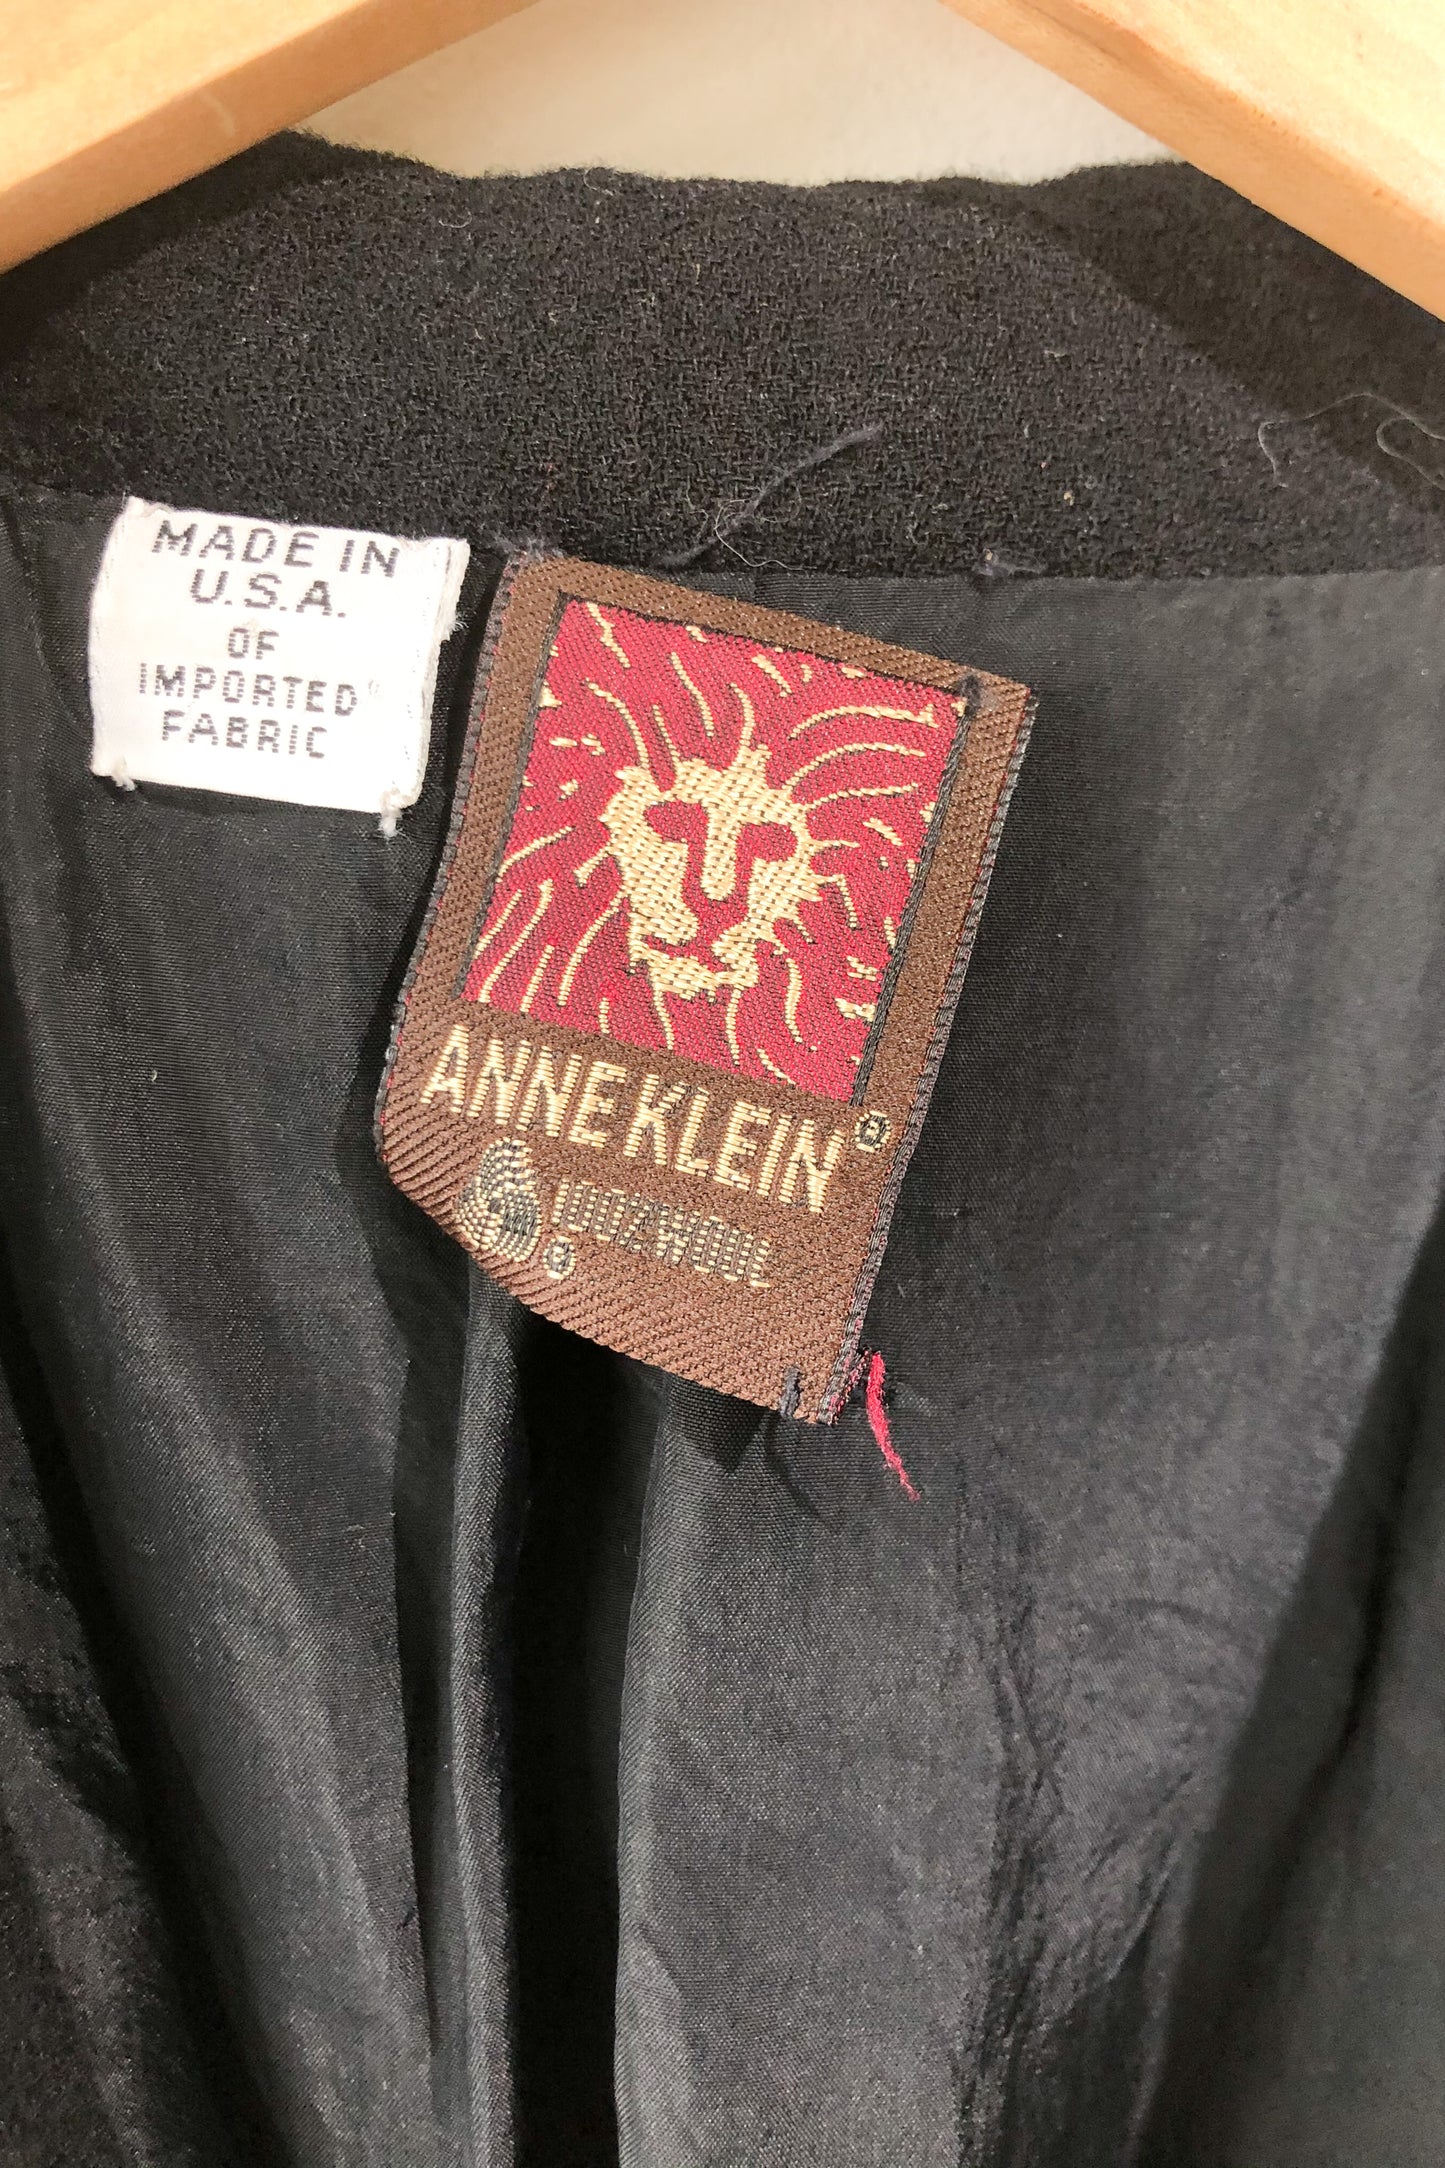 MADE IN
U.S.A.
OF
IMPORTED
FABRIC
ANNE KLEIN®
100% WOOL